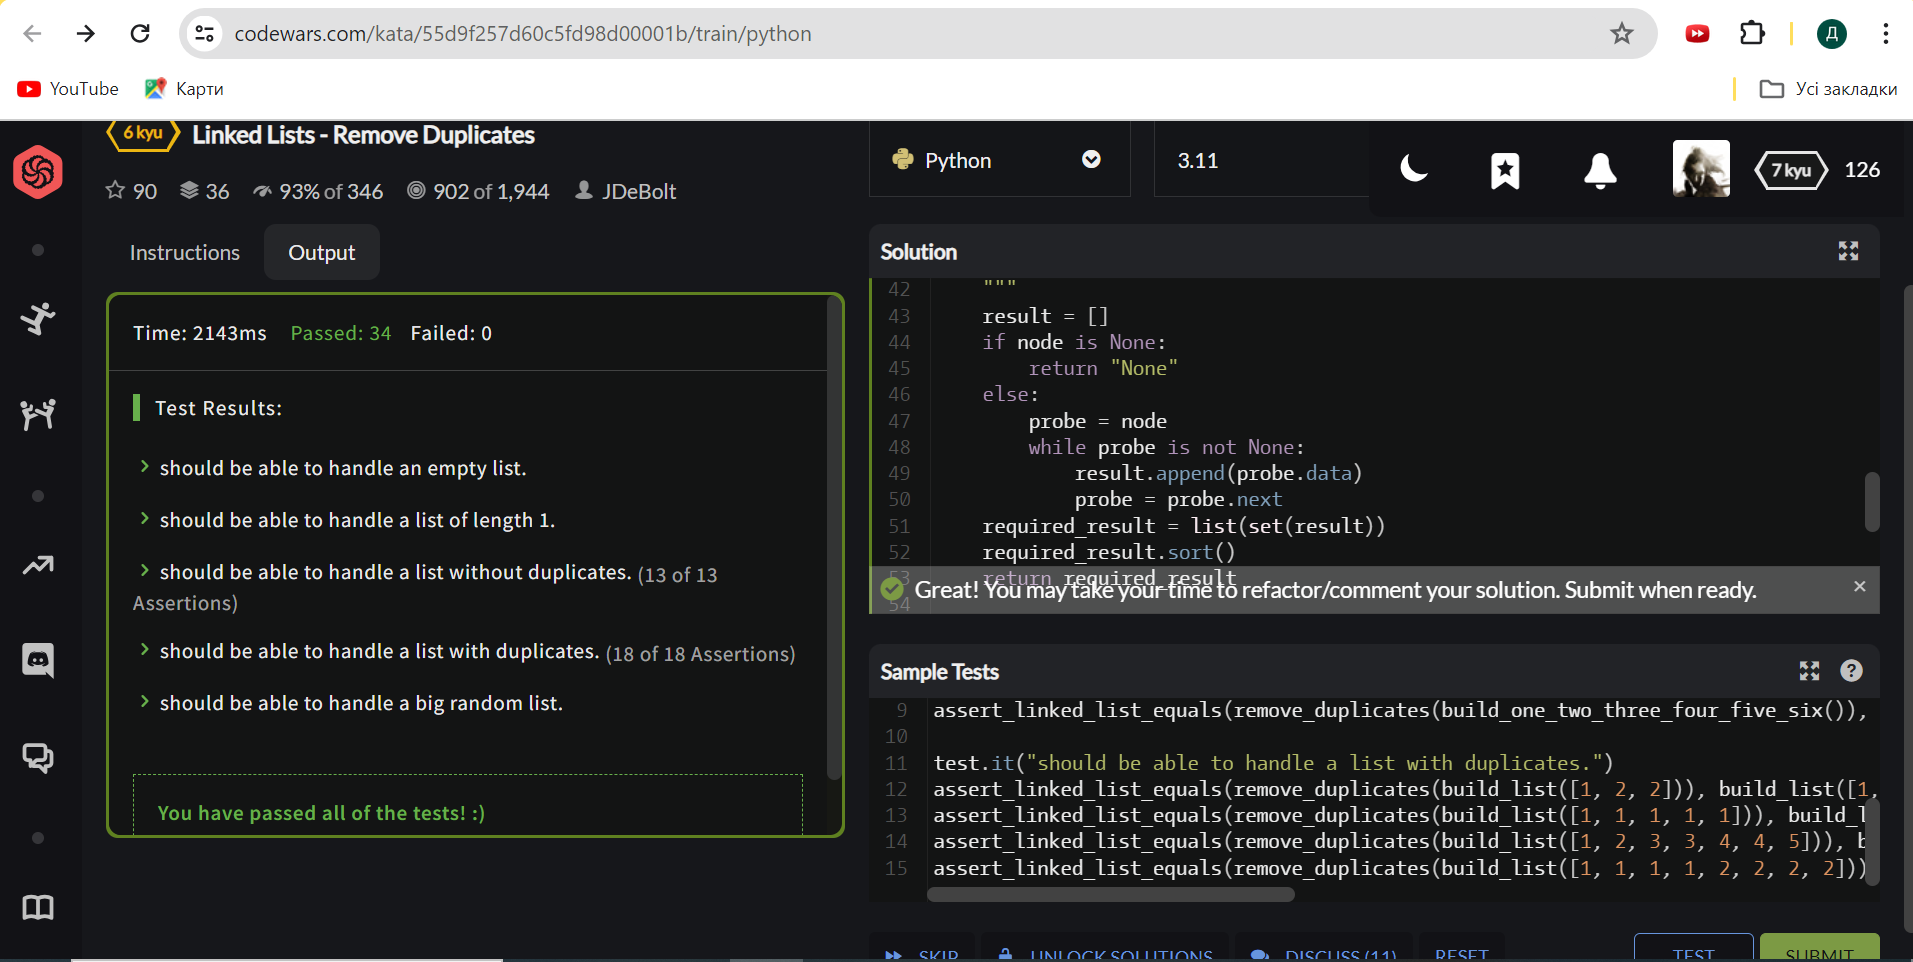 codewars.com/kata/55d9f257d60c5fd98d00001b/train/python
Д
YouTube
Карти
Усі закладки
6 kyu
Linked Lists - Remove Duplicates
90
36
93% of 346
902 of 1,944
JDeBolt
Python
3.11
7 kyu
126
Instructions
Output
Time: 2143ms Passed: 34 Failed: 0
Test Results:
should be able to handle an empty list.
should be able to handle a list of length 1.
should be able to handle a list without duplicates. (13 of 13
Assertions)
should be able to handle a list with duplicates. (18 of 18 Assertions)
should be able to handle a big random list.
You have passed all of the tests! :)
Solution
42 """
43 result = []
44 if node is None:
45 return "None"
46 else:
47 probe = node
48 while probe is not None:
49 result.append(probe.data)
50 probe = probe.next
51 required_result = list(set(result))
52 required_result.sort()
53 return required_result
54
Great! You may take your time to refactor/comment your solution. Submit when ready.
Sample Tests
9 assert_linked_list_equals(remove_duplicates(build_one_two_three_four_five_six()),
10
11 test.it("should be able to handle a list with duplicates.")
12 assert_linked_list_equals(remove_duplicates(build_list([1, 2, 2])), build_list([1,
13 assert_linked_list_equals(remove_duplicates(build_list([1, 1, 1, 1, 1])), build_l
14 assert_linked_list_equals(remove_duplicates(build_list([1, 2, 3, 3, 4, 4, 5])), b
15 assert_linked_list_equals(remove_duplicates(build_list([1, 1, 1, 1, 2, 2, 2, 2]))
SKIP
UNLOCK SOLUTIONS
DISCUSS (11)
RESET
TEST
SUBMIT